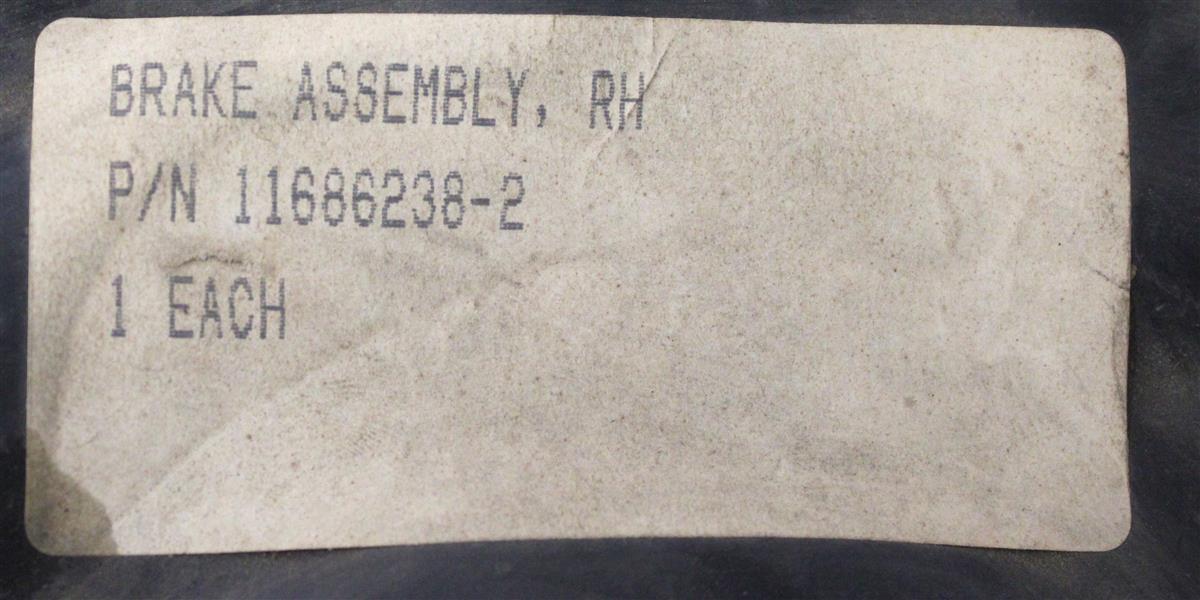 BRAKE ASSEMBLY, RH
P/N 11686238-2
1 EACH